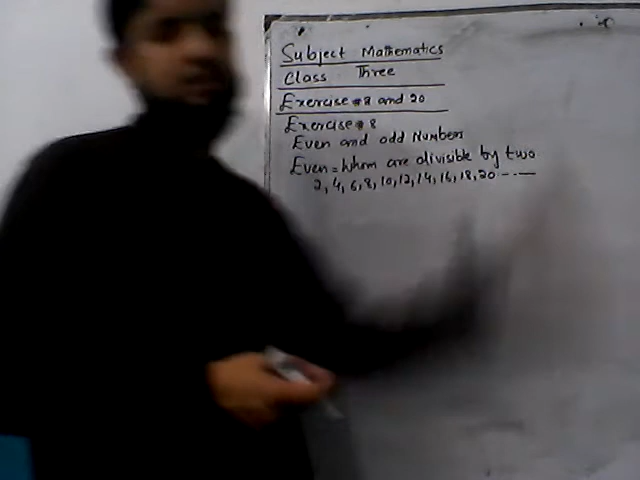 Subject Mathematics
Class Three
Exercise # 8 and 20
Exercise # 8
Even and odd Numbers
Even = Whom are divisible by two
2, 4, 6, 8, 10, 12, 14, 16, 18, 20 -----